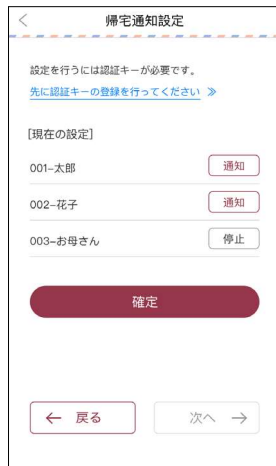 帰宅通知設定
設定を行うには認証キーが必要です。
先に認証キーの登録を行ってください ≫
[現在の設定]
001–太郎 通知
002–花子 通知
003–お母さん 停止
確定
← 戻る 次へ →